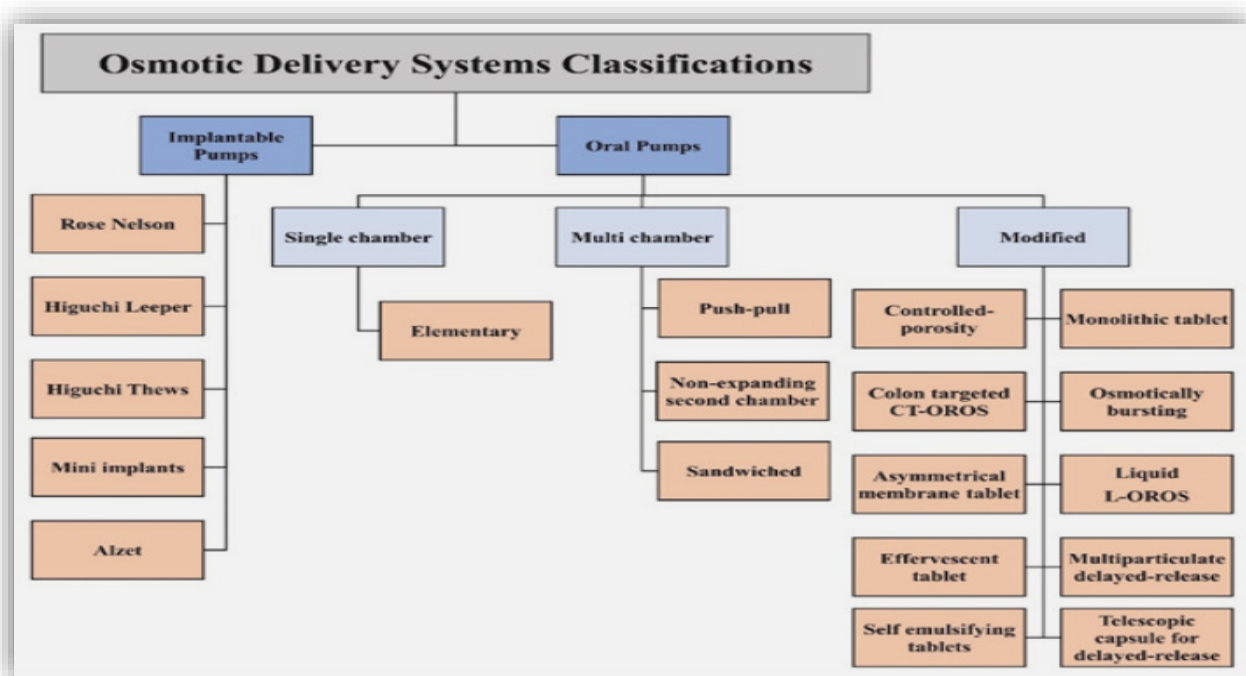 Osmotic Delivery Systems Classifications
Implantable
Pumps
Oral Pumps
Rose Nelson
Higuchi Leeper
Higuchi Thews
Mini implants
Alzet
Single chamber
Elementary
Multi chamber
Push-pull
Non-expanding
second chamber
Sandwiched
Modified
Controlled-
porosity
Monolithic tablet
Colon targeted
CT-OROS
Osmotically
bursting
Asymmetrical
membrane tablet
Liquid
L-OROS
Effervescent
tablet
Multiparticulate
delayed-release
Self emulsifying
tablets
Telescopic
capsule for
delayed-release